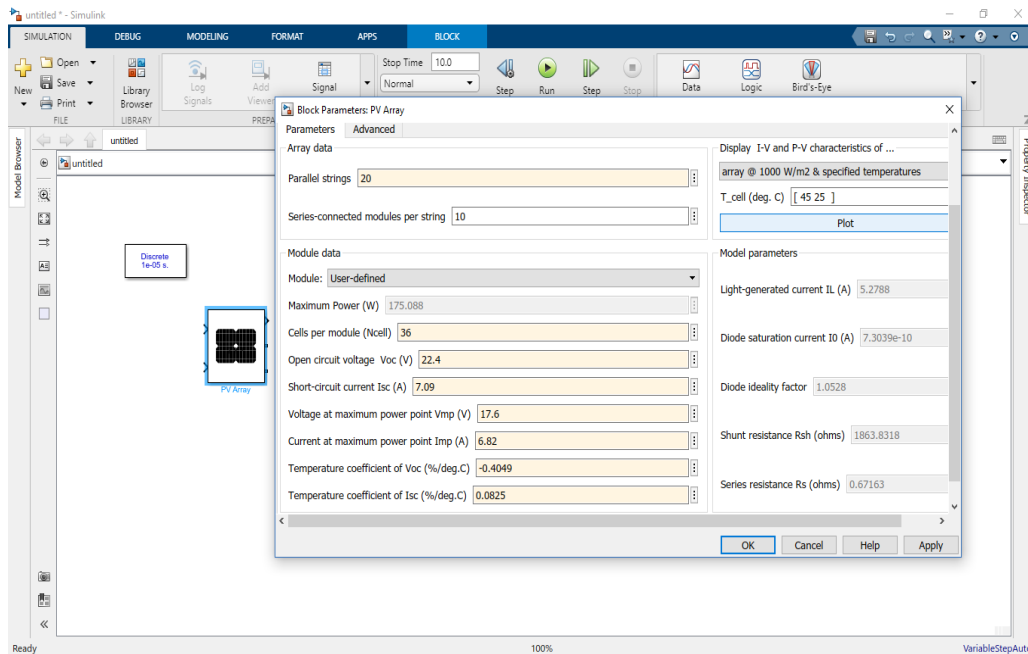 untitled * - Simulink
SIMULATION DEBUG MODELING FORMAT APPS BLOCK
New
Open
Save
Print
FILE
Library Browser
LIBRARY
Log Signals
Add Viewer
Signal
PREPA
Stop Time 10.0
Normal
Step Back
Run
Step
Stop
Data
Logic
Bird's-Eye
Model Browser
untitled
untitled
Property Inspector
Discrete
1e-05 s.
PV Array
Block Parameters: PV Array
Parameters Advanced
Array data
Parallel strings 20
Series-connected modules per string 10
Module data
Module: User-defined
Maximum Power (W) 175.088
Cells per module (Ncell) 36
Open circuit voltage Voc (V) 22.4
Short-circuit current Isc (A) 7.09
Voltage at maximum power point Vmp (V) 17.6
Current at maximum power point Imp (A) 6.82
Temperature coefficient of Voc (%/deg.C) -0.4049
Temperature coefficient of Isc (%/deg.C) 0.0825
Display I-V and P-V characteristics of ...
array @ 1000 W/m2 & specified temperatures
T_cell (deg. C) [ 45 25 ]
Plot
Model parameters
Light-generated current IL (A) 5.2788
Diode saturation current I0 (A) 7.3039e-10
Diode ideality factor 1.0528
Shunt resistance Rsh (ohms) 1863.8318
Series resistance Rs (ohms) 0.67163
OK Cancel Help Apply
Ready 100% VariableStepAuto